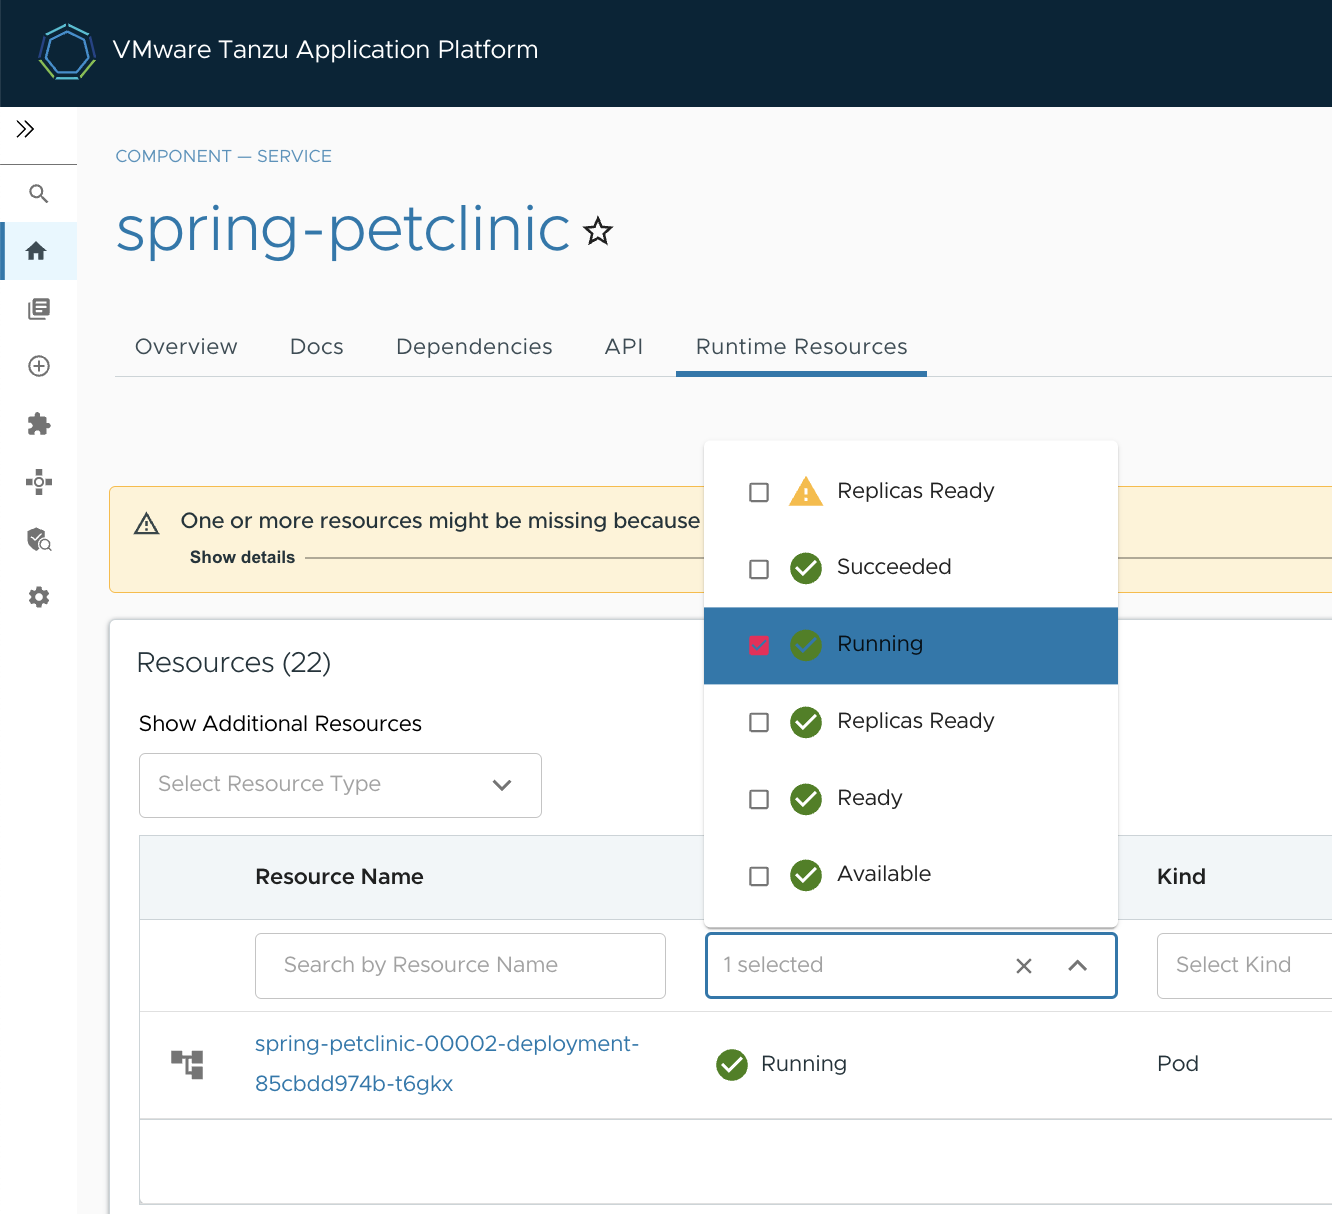 VMware Tanzu Application Platform
COMPONENT — SERVICE
spring-petclinic
Overview Docs Dependencies API Runtime Resources
Replicas Ready
One or more resources might be missing because
Show details
Succeeded
Running
Resources (22)
Show Additional Resources
Replicas Ready
Select Resource Type
Ready
Available
Resource Name Kind
Search by Resource Name 1 selected Select Kind
spring-petclinic-00002-deployment-
85cbdd974b-t6gkx
Running Pod